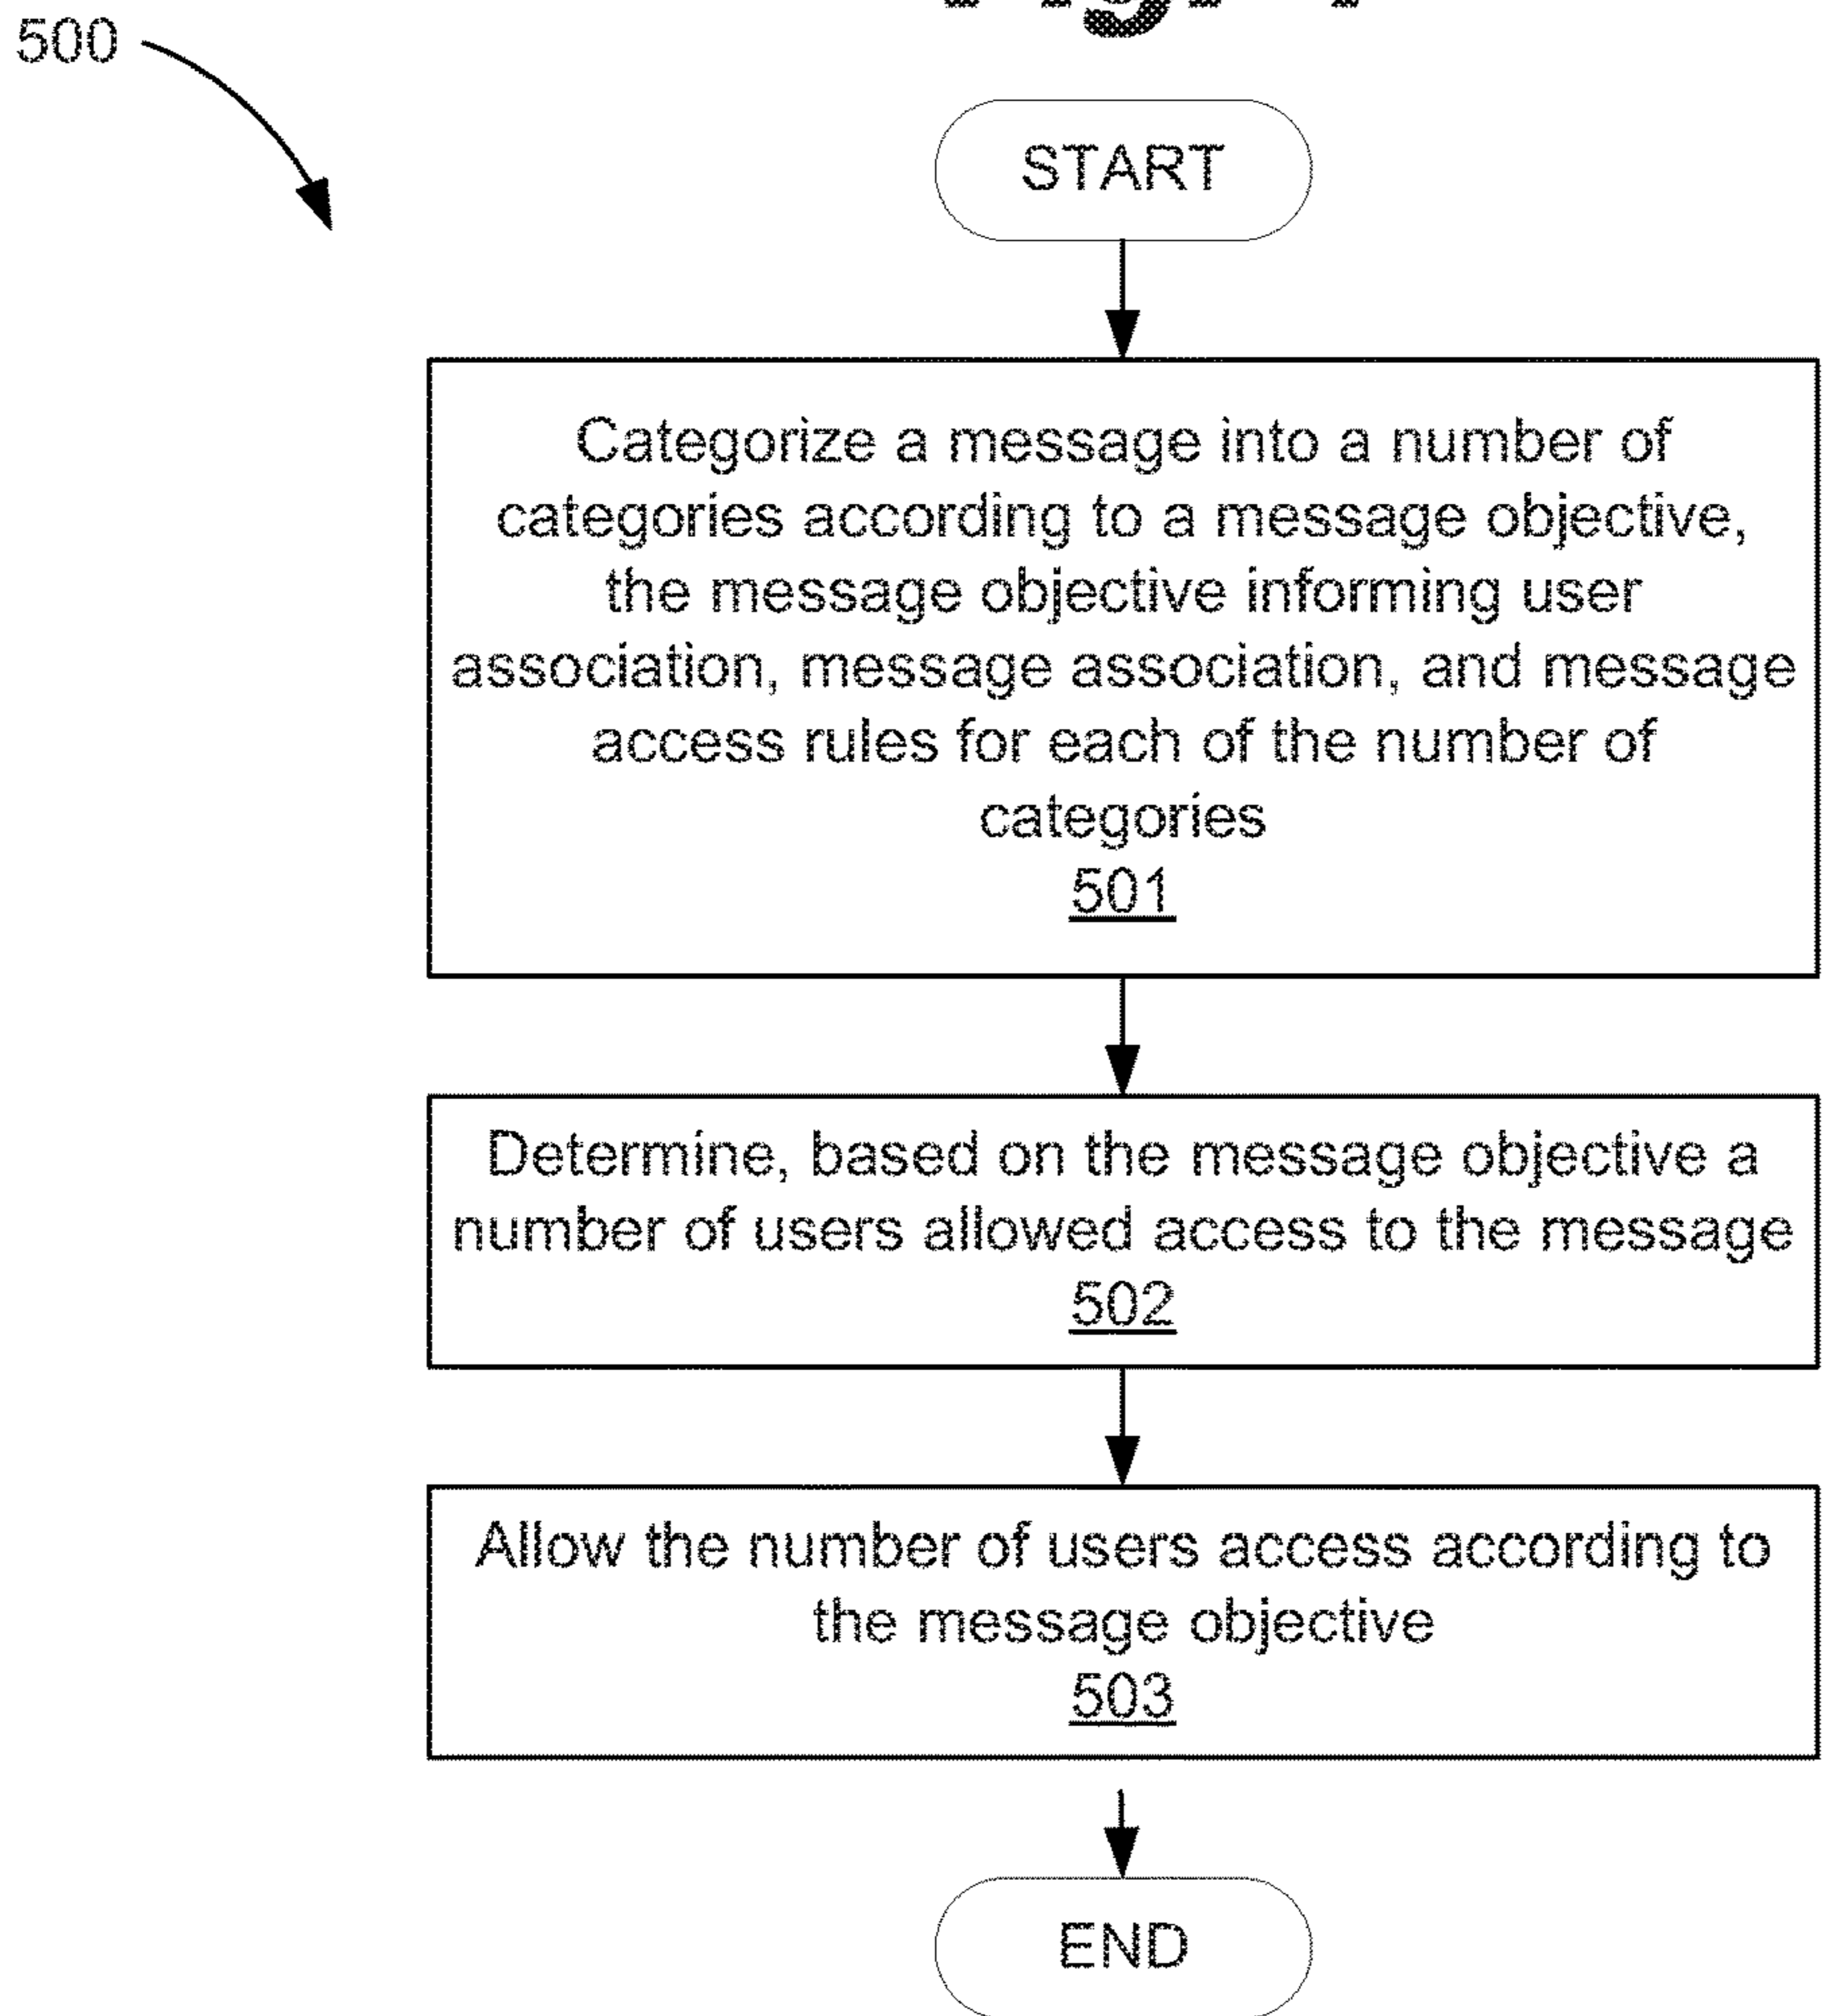 500
START
Categorize a message into a number of
categories according to a message objective,
the message objective informing user
association, message association, and message
access rules for each of the number of
categories
501
Determine, based on the message objective a
number of users allowed access to the message
502
Allow the number of users access according to
the message objective
503
END